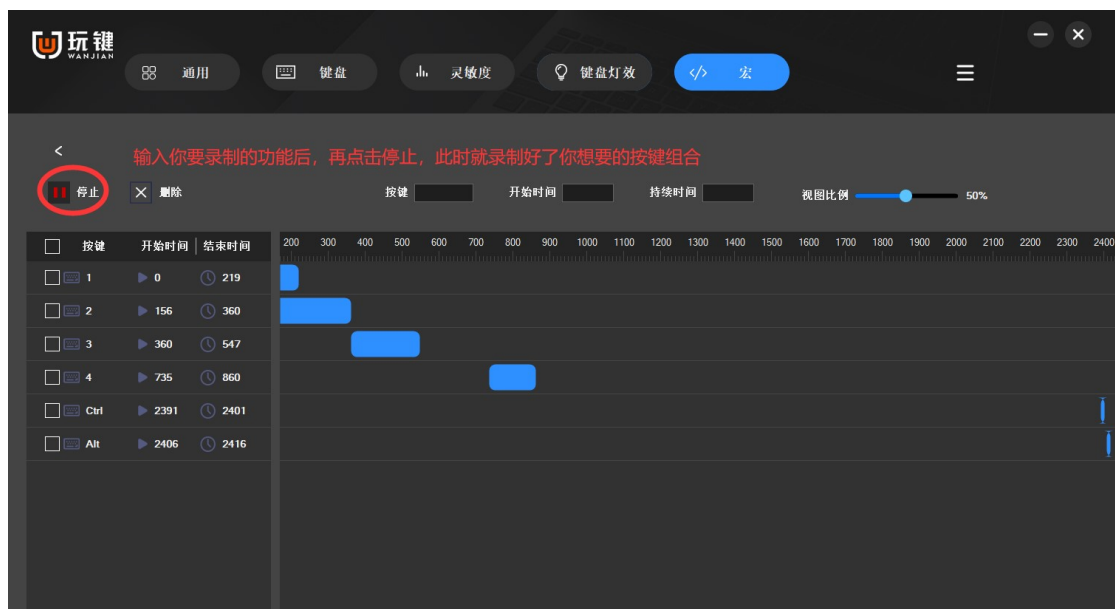 玩键
WANJIAN
通用 键盘 灵敏度 键盘灯效 </> 宏
输入你要录制的功能后，再点击停止，此时就录制好了你想要的按键组合
停止 删除 按键 开始时间 持续时间 视图比例 50%
按键 开始时间 结束时间 200 300 400 500 600 700 800 900 1000 1100 1200 1300 1400 1500 1600 1700 1800 1900 2000 2100 2200 2300 2400
1 0 219
2 156 360
3 360 547
4 735 860
Ctrl 2391 2401
Alt 2406 2416